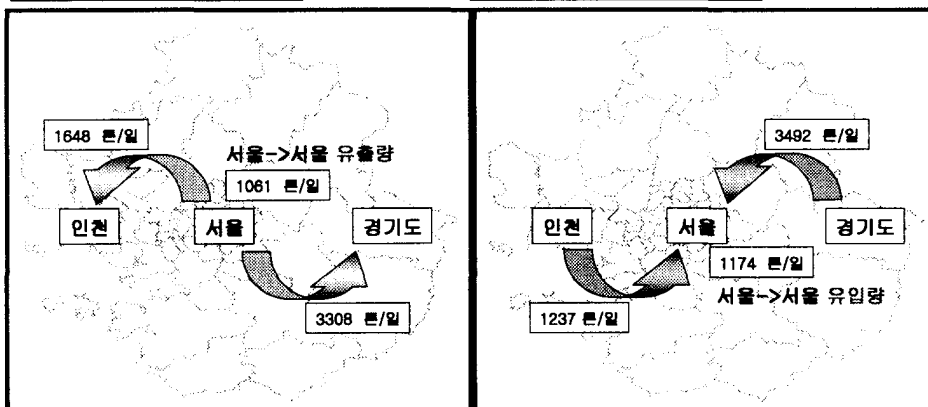 1648 톤/일
서울->서울 유출량
1061 톤/일
인천
서울
경기도
3308 톤/일
3492 톤/일
인천
서울
경기도
1174 톤/일
서울->서울 유입량
1237 톤/일